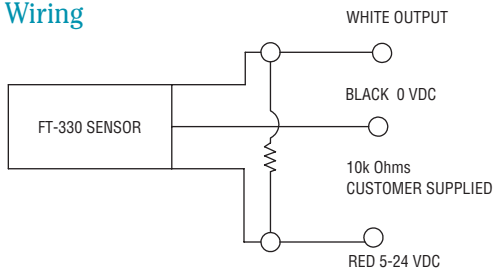 Wiring
WHITE OUTPUT
BLACK 0 VDC
FT-330 SENSOR
10k Ohms
CUSTOMER SUPPLIED
RED 5-24 VDC